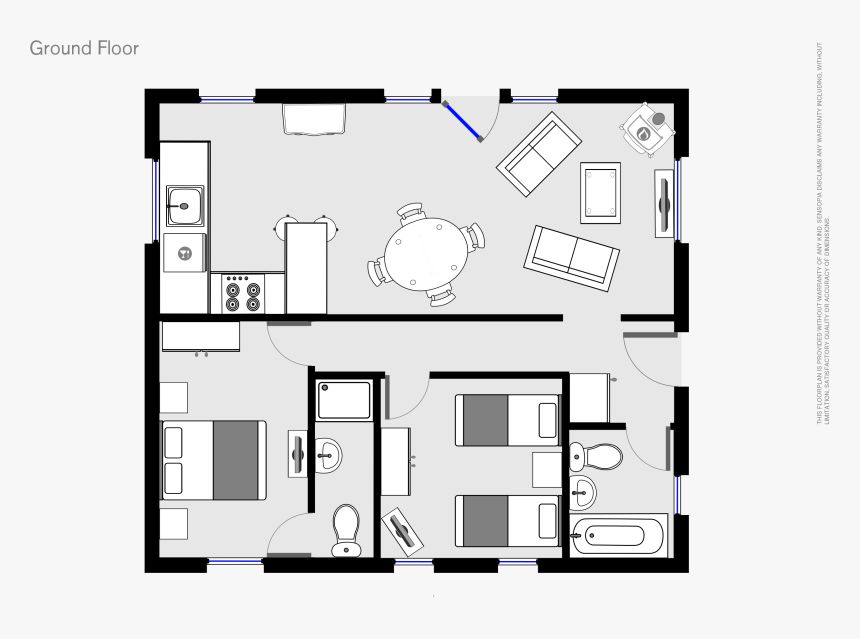 Ground Floor
THIS FLOORPLAN IS PROVIDED WITHOUT WARRANTY OF ANY KIND. SENSOPIA DISCLAIMS ANY WARRANTY INCLUDING, WITHOUT
LIMITATION, SATISFACTORY QUALITY OR ACCURACY OF DIMENSIONS